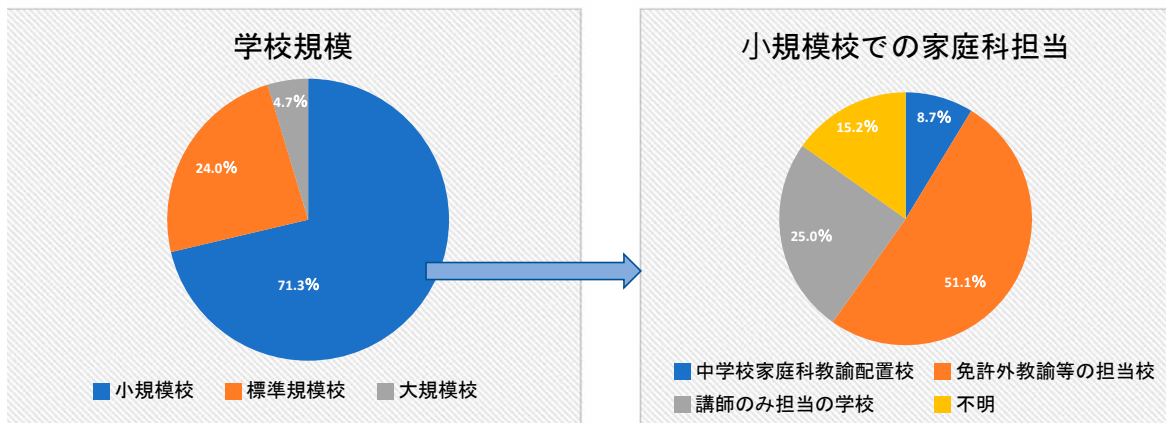 学校規模
4.7%
24.0%
71.3%
小規模校 標準規模校 大規模校
小規模校での家庭科担当
8.7%
15.2%
25.0%
51.1%
中学校家庭科教諭配置校 免許外教諭等の担当校
講師のみ担当の学校 不明